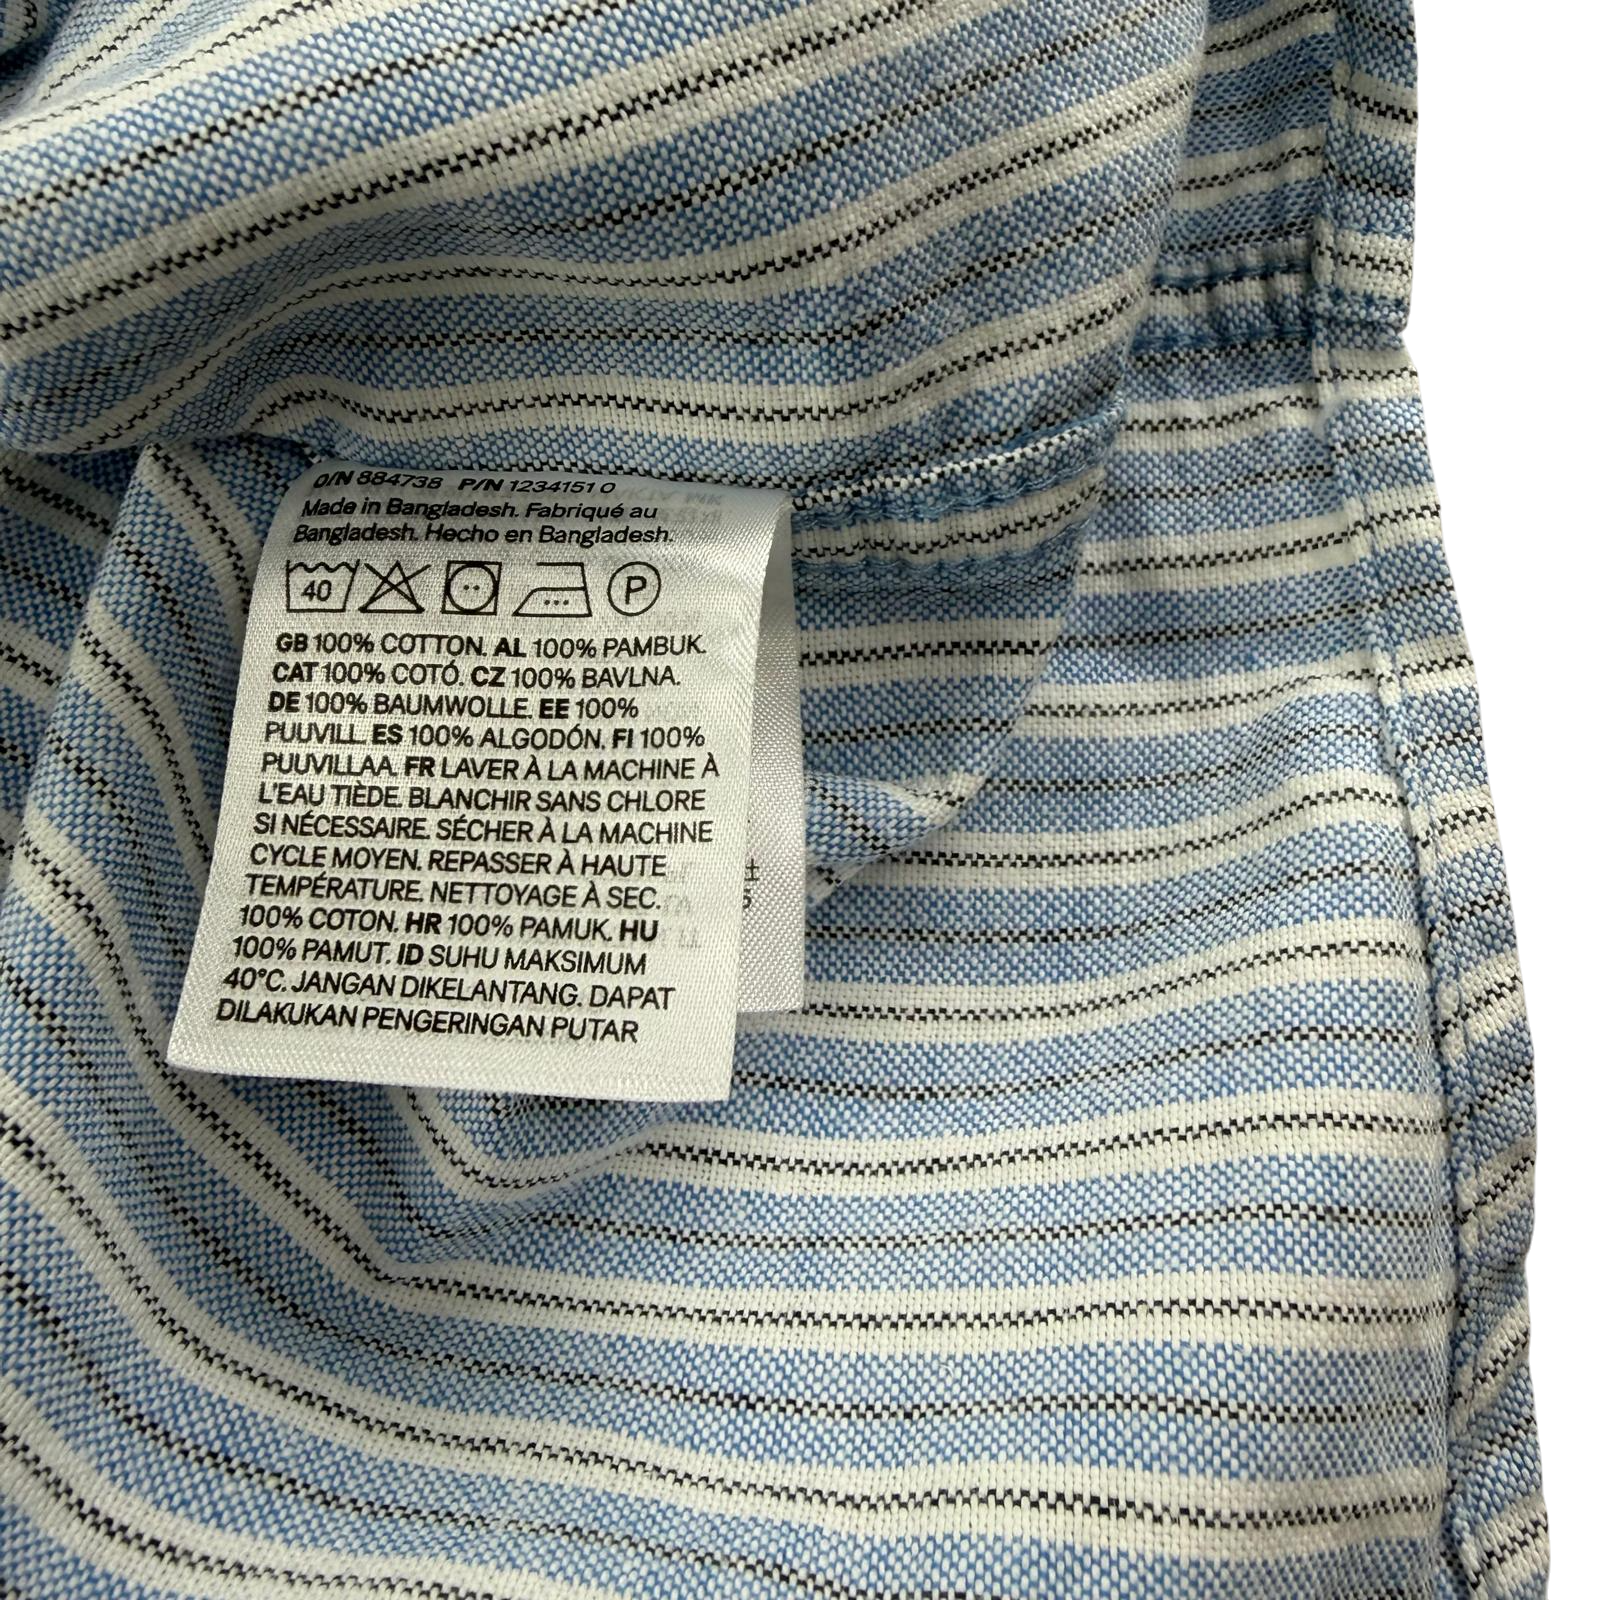 O/N 884738 P/N 1234151 0
Made in Bangladesh. Fabriqué au
Bangladesh. Hecho en Bangladesh.
40 P
GB 100% COTTON. AL 100% PAMBUK.
CAT 100% COTÓ. CZ 100% BAVLNA.
DE 100% BAUMWOLLE. EE 100%
PUUVILL. ES 100% ALGODÓN. FI 100%
PUUVILLAA. FR LAVER À LA MACHINE À
L'EAU TIÈDE. BLANCHIR SANS CHLORE
SI NÉCESSAIRE. SÉCHER À LA MACHINE
CYCLE MOYEN. REPASSER À HAUTE
TEMPÉRATURE. NETTOYAGE À SEC.
100% COTON. HR 100% PAMUK. HU
100% PAMUT. ID SUHU MAKSIMUM
40°C. JANGAN DIKELANTANG. DAPAT
DILAKUKAN PENGERINGAN PUTAR